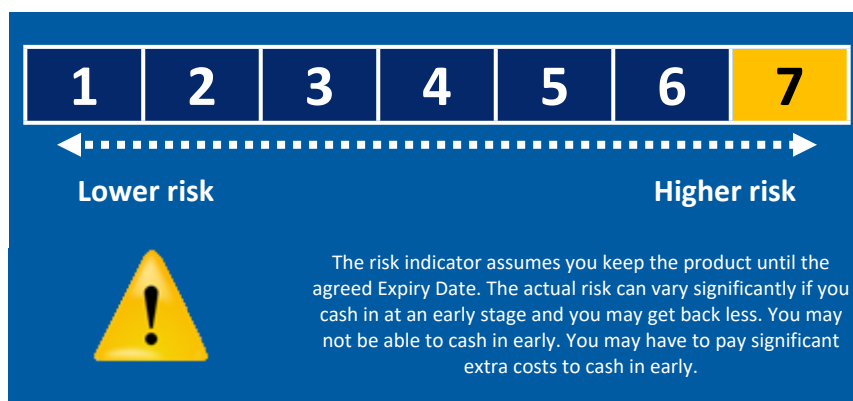 1 2 3 4 5 6 7
Lower risk Higher risk
The risk indicator assumes you keep the product until the
agreed Expiry Date. The actual risk can vary significantly if you
cash in at an early stage and you may get back less. You may
not be able to cash in early. You may have to pay significant
extra costs to cash in early.